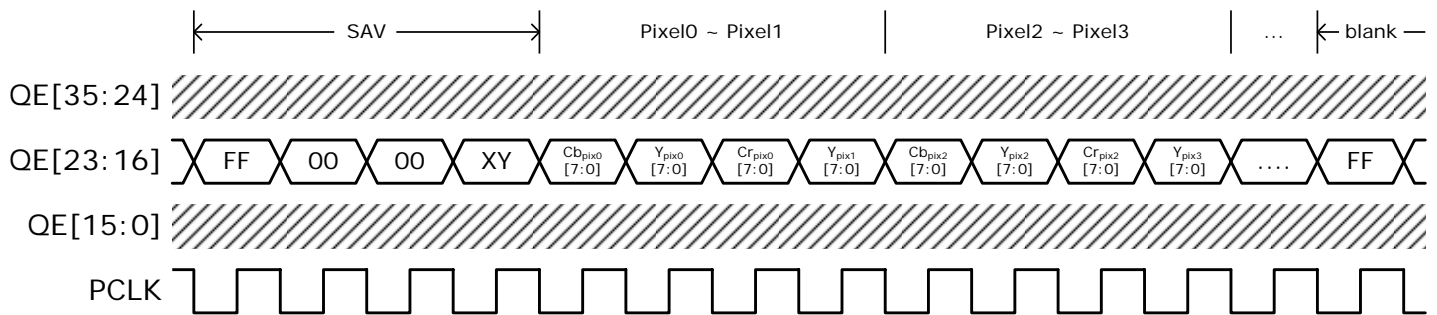 SAV Pixel0 ~ Pixel1 Pixel2 ~ Pixel3 ... blank
QE[35:24]
QE[23:16] FF 00 00 XY Cbpix0 [7:0] Ypix0 [7:0] Crpix0 [7:0] Ypix1 [7:0] Cbpix2 [7:0] Ypix2 [7:0] Crpix2 [7:0] Ypix3 [7:0] .... FF
QE[15:0]
PCLK